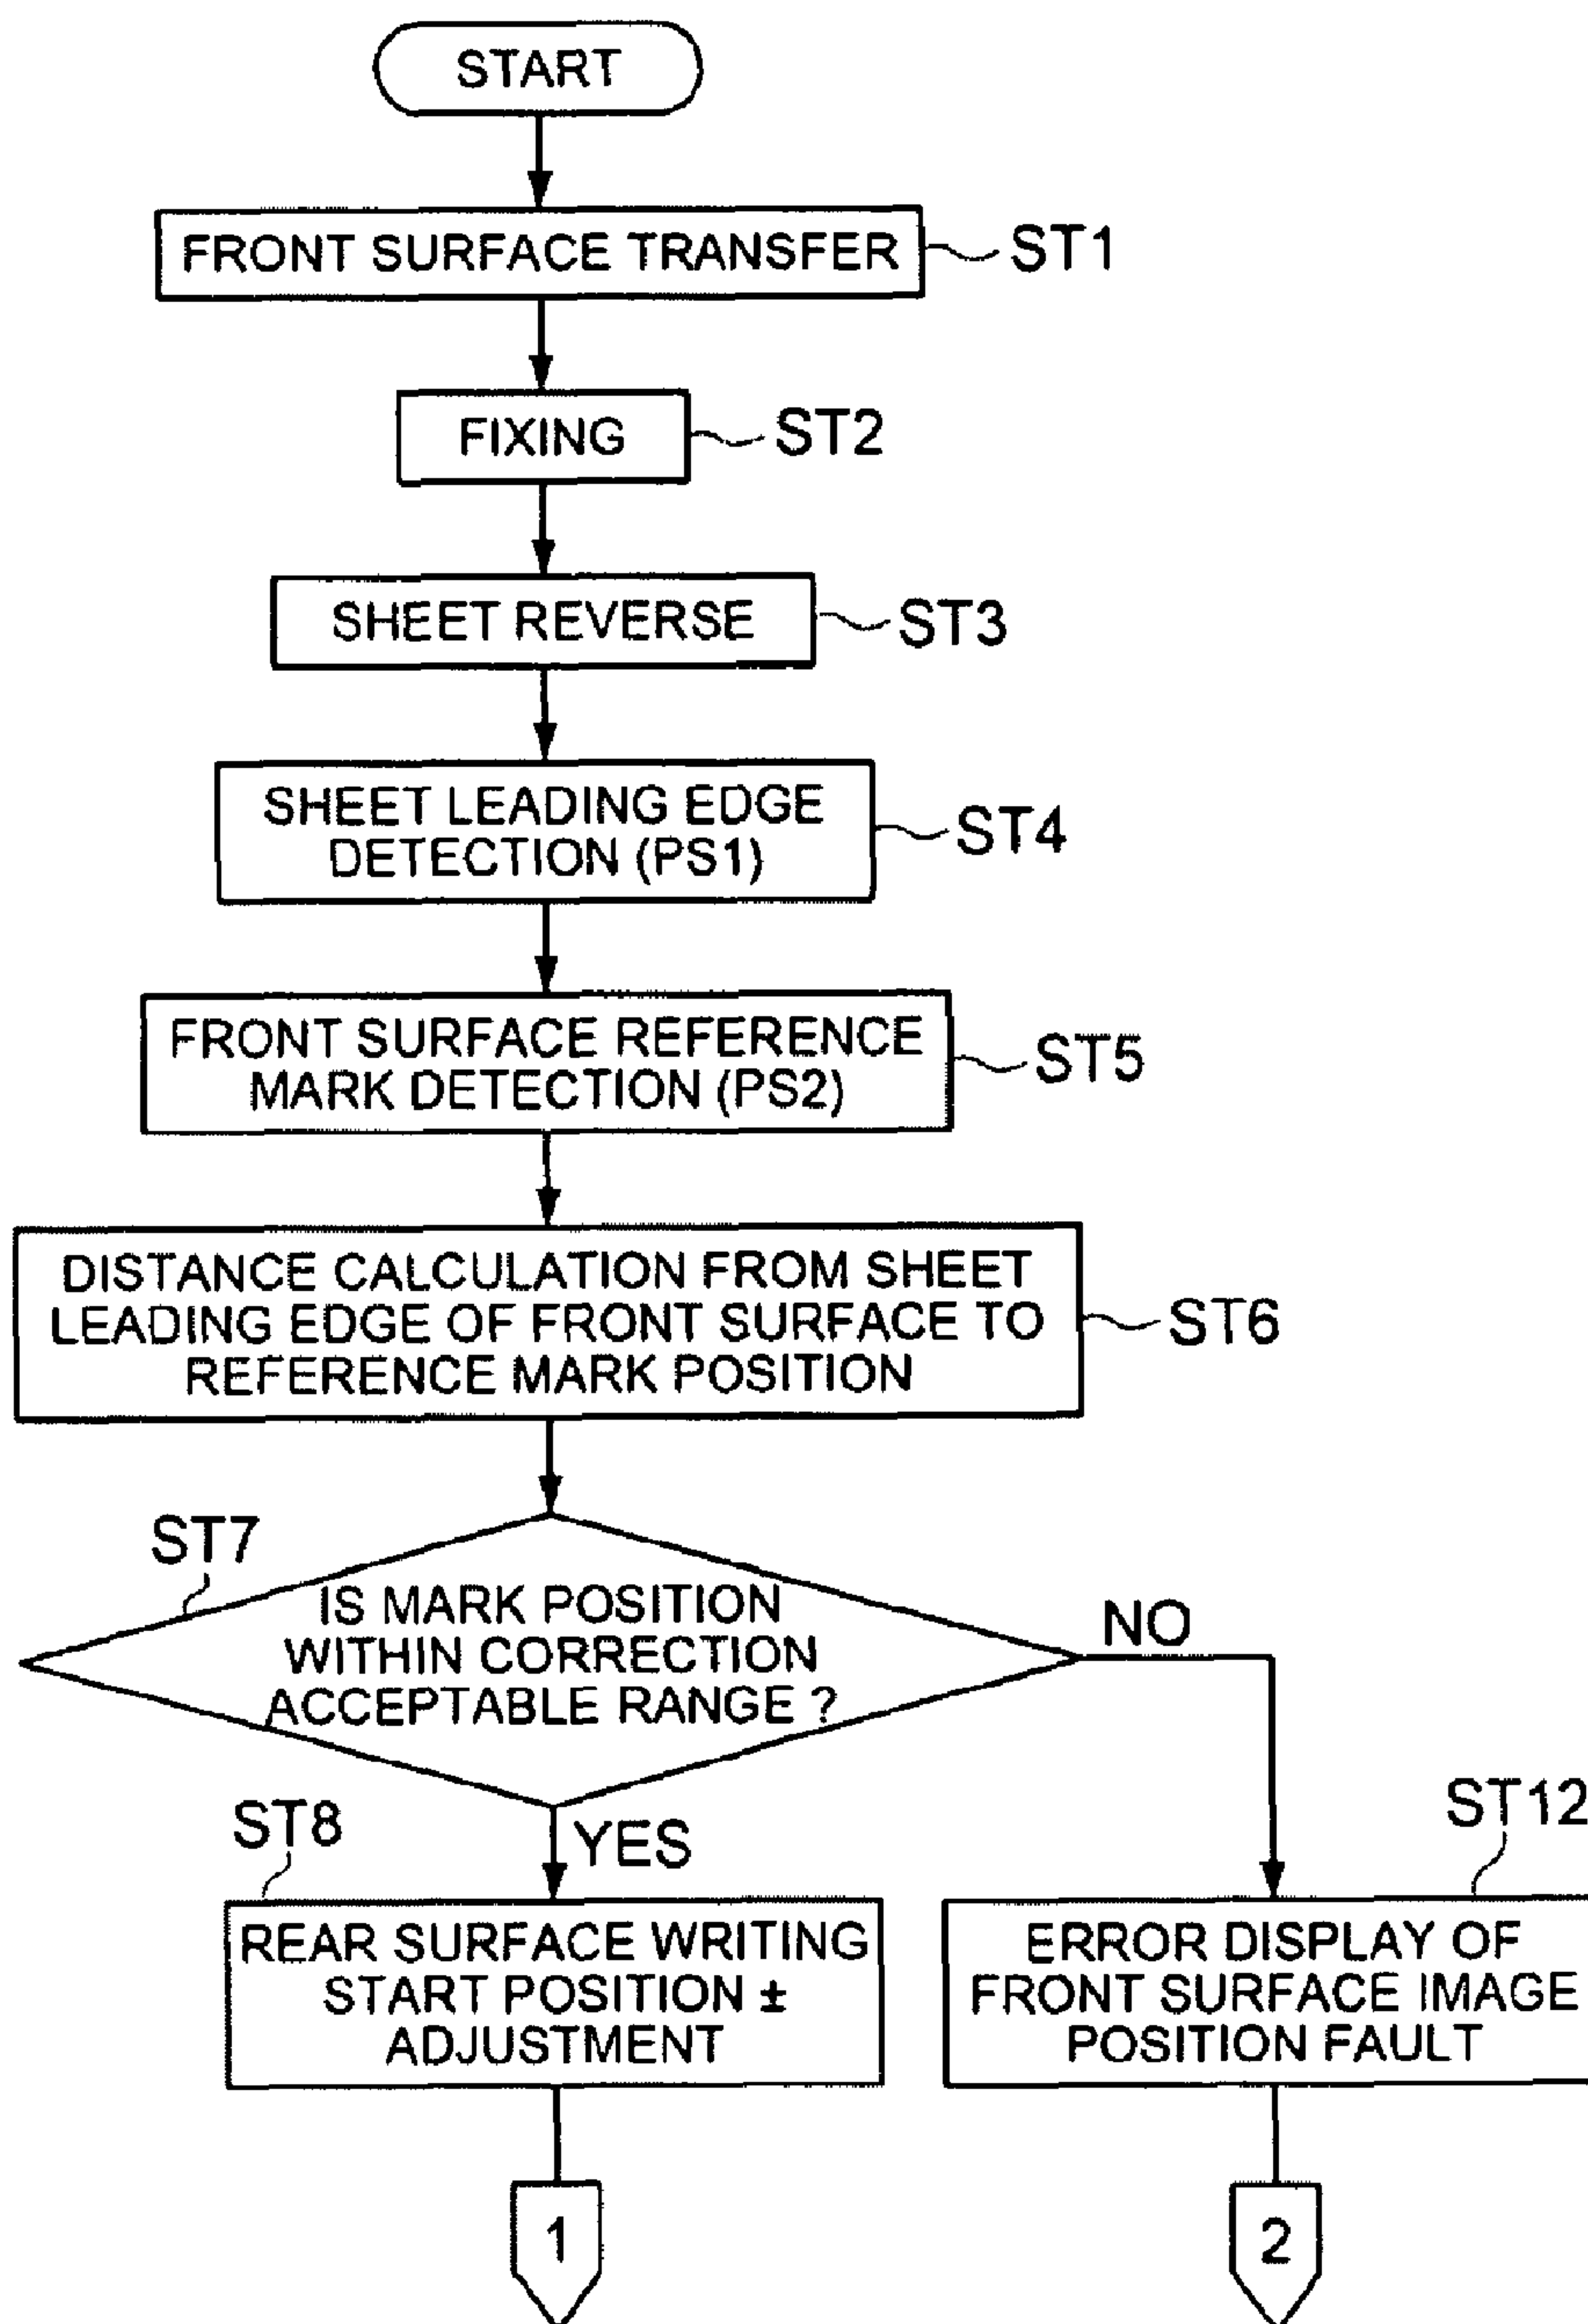 START
FRONT SURFACE TRANSFER
ST1
FIXING
ST2
SHEET REVERSE
ST3
SHEET LEADING EDGE
DETECTION (PS1)
ST4
FRONT SURFACE REFERENCE
MARK DETECTION (PS2)
ST5
DISTANCE CALCULATION FROM SHEET
LEADING EDGE OF FRONT SURFACE TO
REFERENCE MARK POSITION
ST6
ST7
IS MARK POSITION
WITHIN CORRECTION
ACCEPTABLE RANGE ?
NO
YES
ST8
REAR SURFACE WRITING
START POSITION ±
ADJUSTMENT
ST12
ERROR DISPLAY OF
FRONT SURFACE IMAGE
POSITION FAULT
1
2